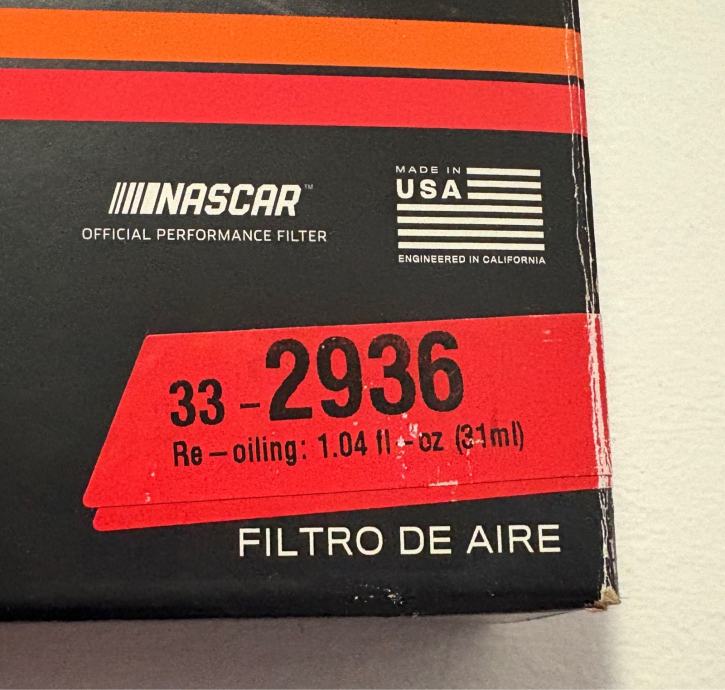 NASCAR™
OFFICIAL PERFORMANCE FILTER
MADE IN
USA
ENGINEERED IN CALIFORNIA
33-2936
Re-oiling: 1.04 fl-oz (31ml)
FILTRO DE AIRE